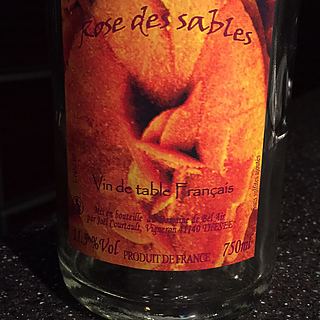 Rose des sables
Vin de table Français
Mis en bouteille au Domaine de Bel Air
par Joël Courtault, Vigneron 41140 THESEE
11,5%Vol
750ml
PRODUIT DE FRANCE